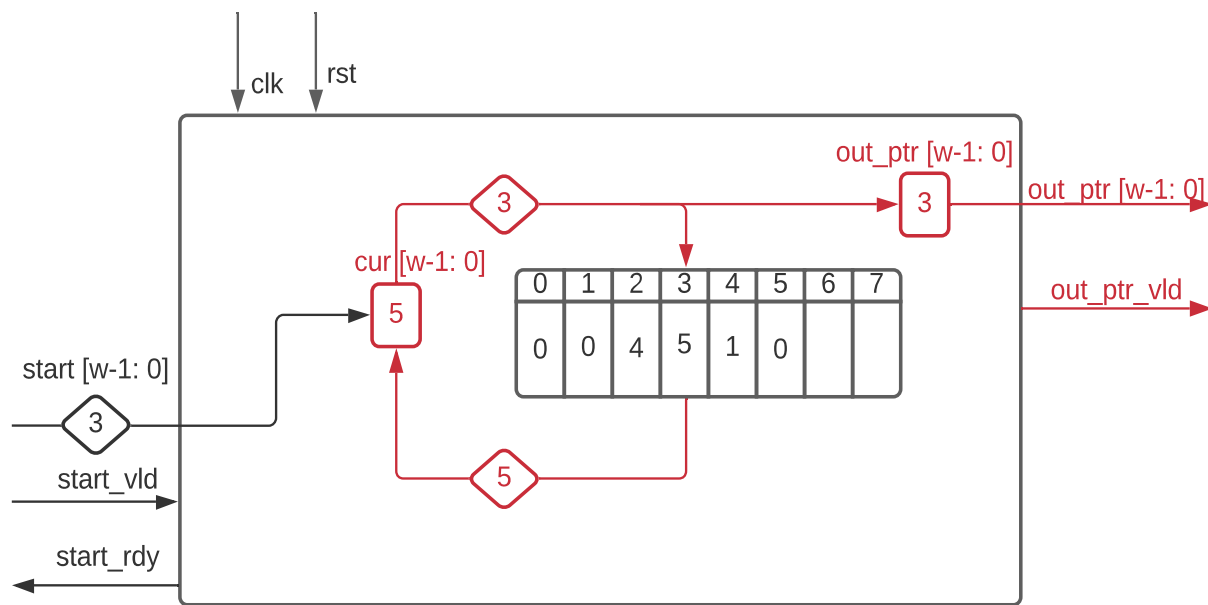 clk
rst
out_ptr [w-1: 0]
3
3
out_ptr [w-1: 0]
cur [w-1: 0]
0 1 2 3 4 5 6 7
out_ptr_vld
5
0 0 4 5 1 0
start [w-1: 0]
3
start_vld
5
start_rdy